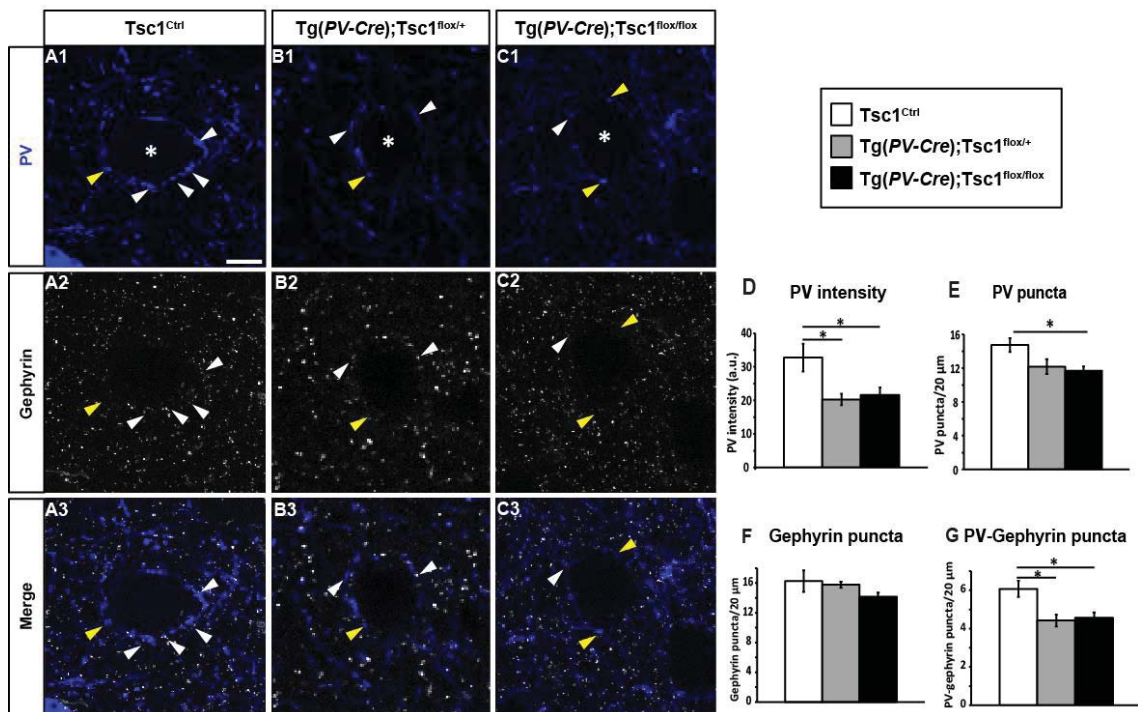 Tsc1Ctrl
Tg(PV-Cre);Tsc1flox/+
Tg(PV-Cre);Tsc1flox/flox
PV
A1
*
B1
*
C1
*
Gephyrin
A2
B2
C2
Merge
A3
B3
C3
Tsc1Ctrl
Tg(PV-Cre);Tsc1flox/+
Tg(PV-Cre);Tsc1flox/flox
D PV intensity
PV intensity (a.u.)
40
30
20
10
0
*
*
E PV puncta
PV puncta/20 µm
16
12
8
4
0
*
F Gephyrin puncta
Gephyrin puncta/20 µm
16
12
8
4
0
G PV-Gephyrin puncta
PV-gephyrin puncta/20 µm
6
4
2
0
*
*